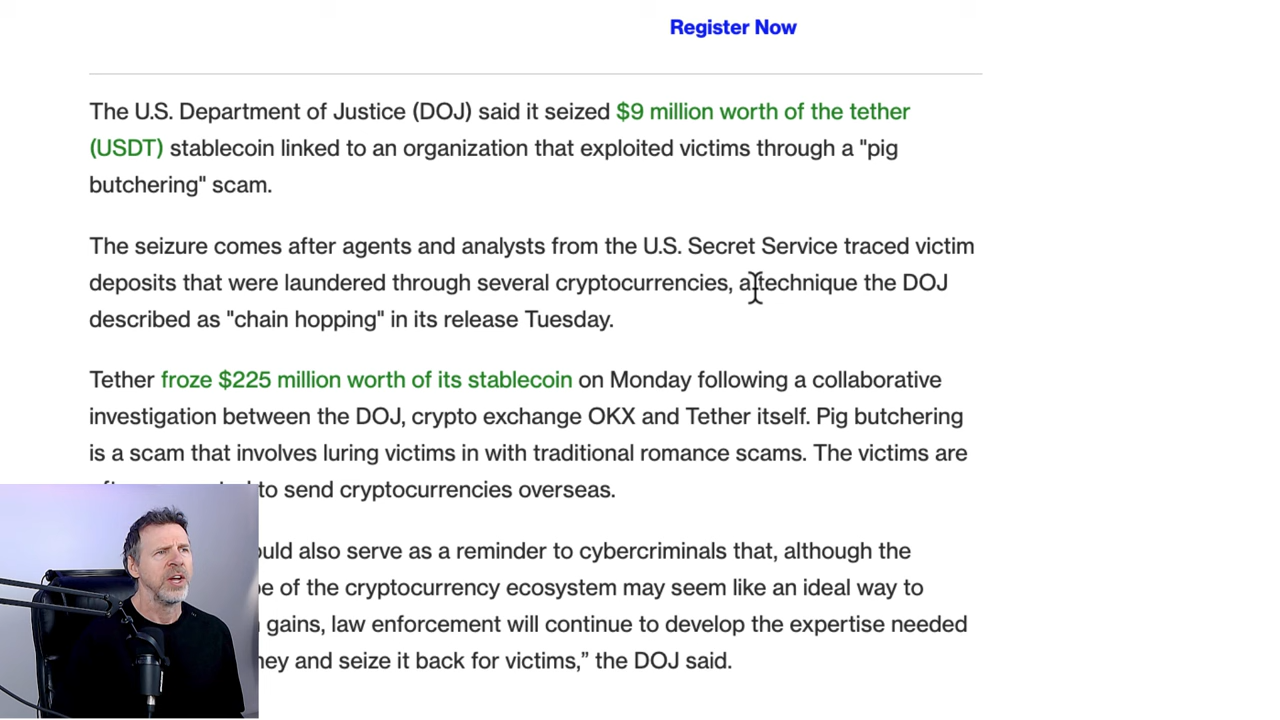 Register Now
The U.S. Department of Justice (DOJ) said it seized $9 million worth of the tether
(USDT) stablecoin linked to an organization that exploited victims through a "pig
butchering" scam.
The seizure comes after agents and analysts from the U.S. Secret Service traced victim
deposits that were laundered through several cryptocurrencies, a technique the DOJ
described as "chain hopping" in its release Tuesday.
Tether froze $225 million worth of its stablecoin on Monday following a collaborative
investigation between the DOJ, crypto exchange OKX and Tether itself. Pig butchering
is a scam that involves luring victims in with traditional romance scams. The victims are
to send cryptocurrencies overseas.
also serve as a reminder to cybercriminals that, although the
of the cryptocurrency ecosystem may seem like an ideal way to
gains, law enforcement will continue to develop the expertise needed
and seize it back for victims,” the DOJ said.